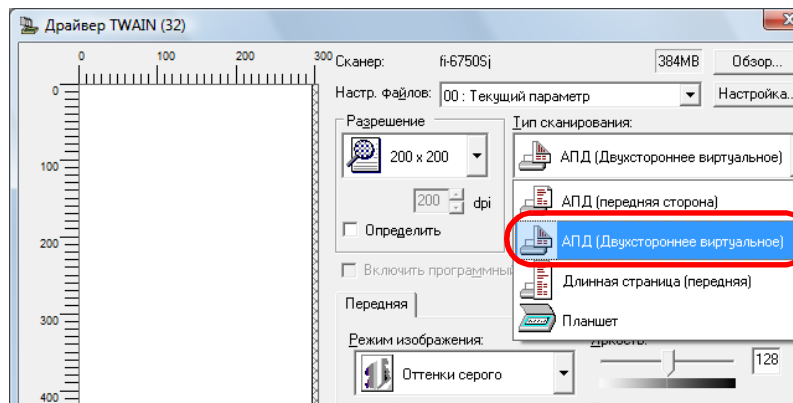 Драйвер TWAIN (32)
0 100 200 300
Сканер: fi-6750Sj 384MB Обзор...
0
Настр. Файлов: 00 : Текущий параметр Настройка..
Разрешение Тип сканирования:
200 x 200 АПД (Двухстороннее виртуальное)
100
200 dpi АПД (передняя сторона)
Определить АПД (Двухстороннее виртуальное)
200
Включить программный Длинная страница (передняя)
Передняя
300 Планшет
Режим изображения: Яркость:
Оттенки серого 128
400